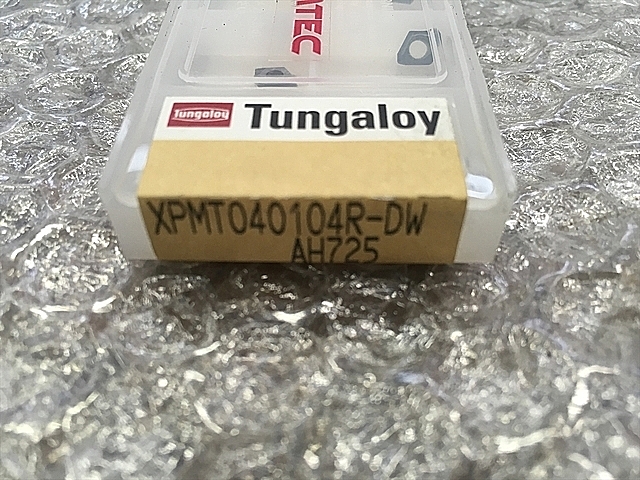 ATEC
Tungaloy Tungaloy
XPMT040104R-DW
AH725